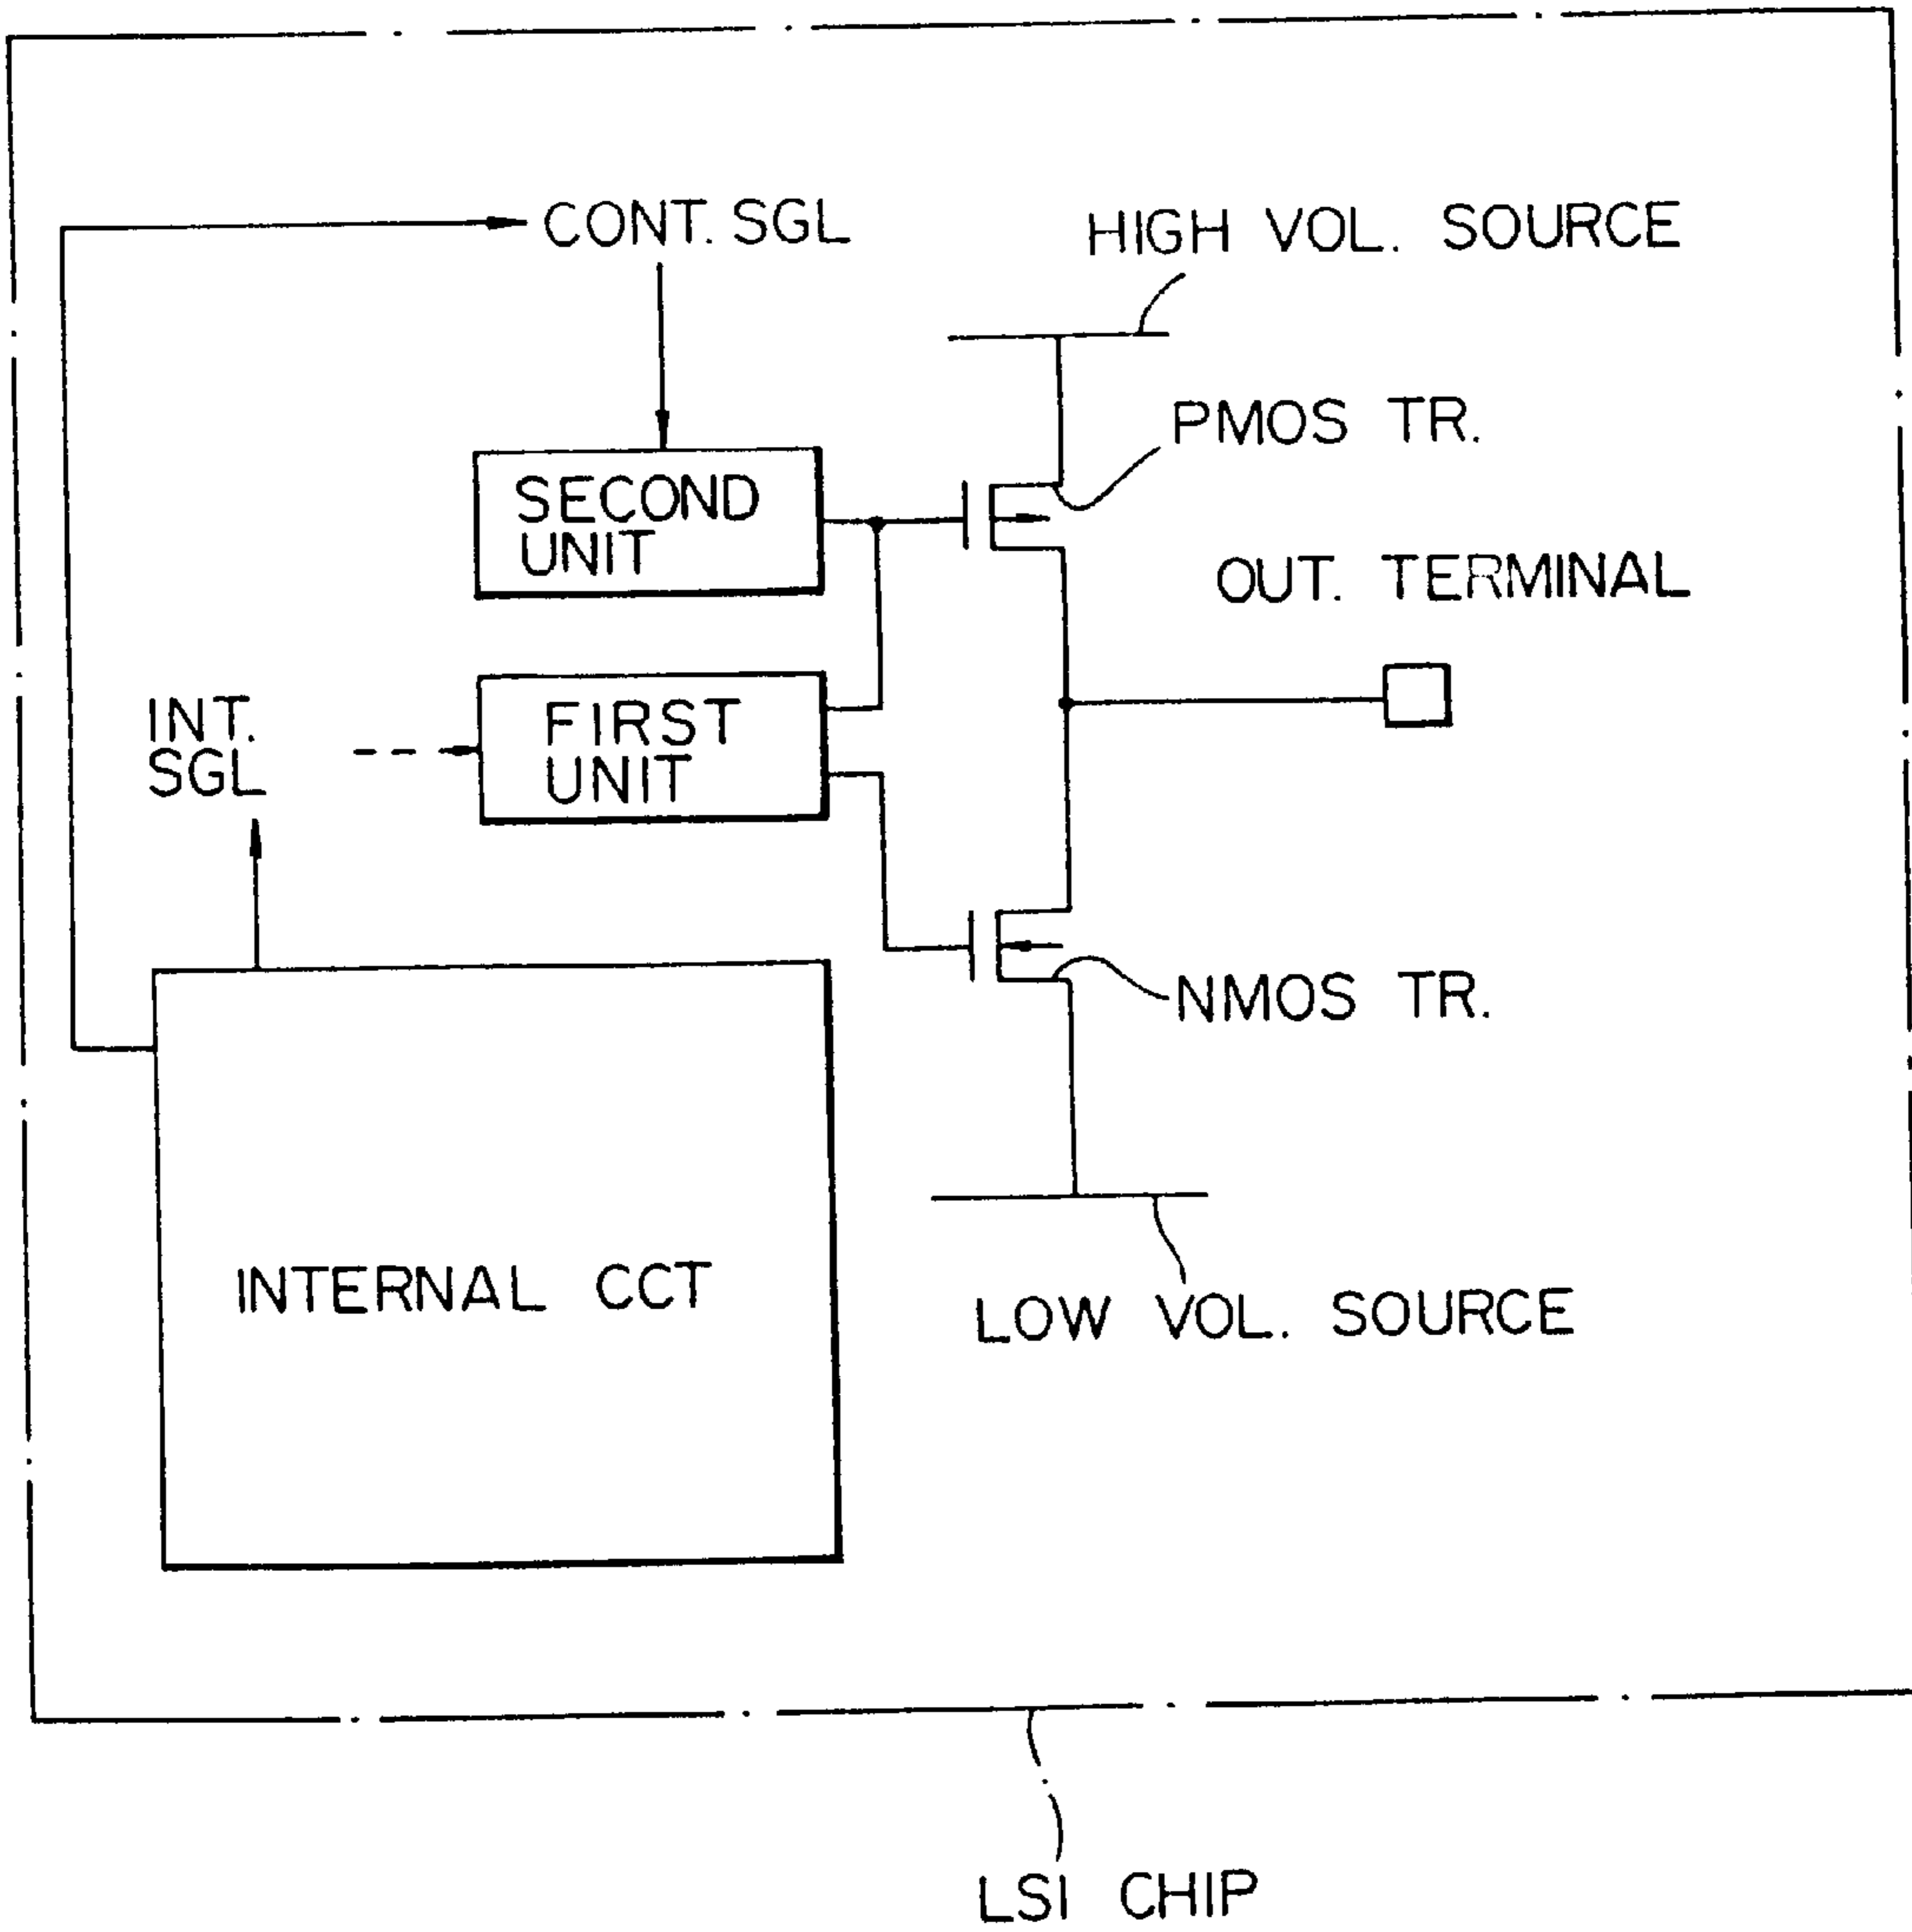 CONT. SGL
HIGH VOL. SOURCE
PMOS TR.
SECOND
UNIT
OUT. TERMINAL
INT.
SGL
FIRST
UNIT
NMOS TR.
INTERNAL CCT
LOW VOL. SOURCE
LSI CHIP